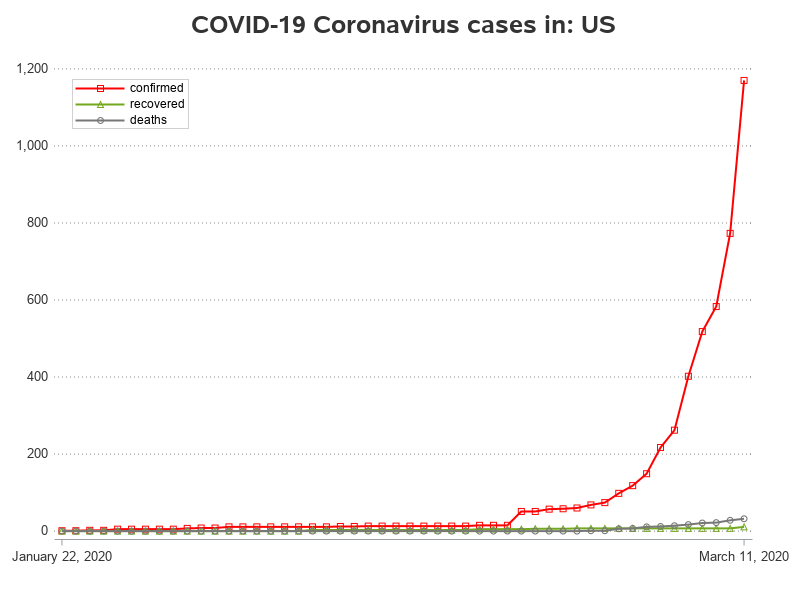 COVID-19 Coronavirus cases in: US
1,200
confirmed
recovered
deaths
1,000
800
600
400
200
0
January 22, 2020
March 11, 2020